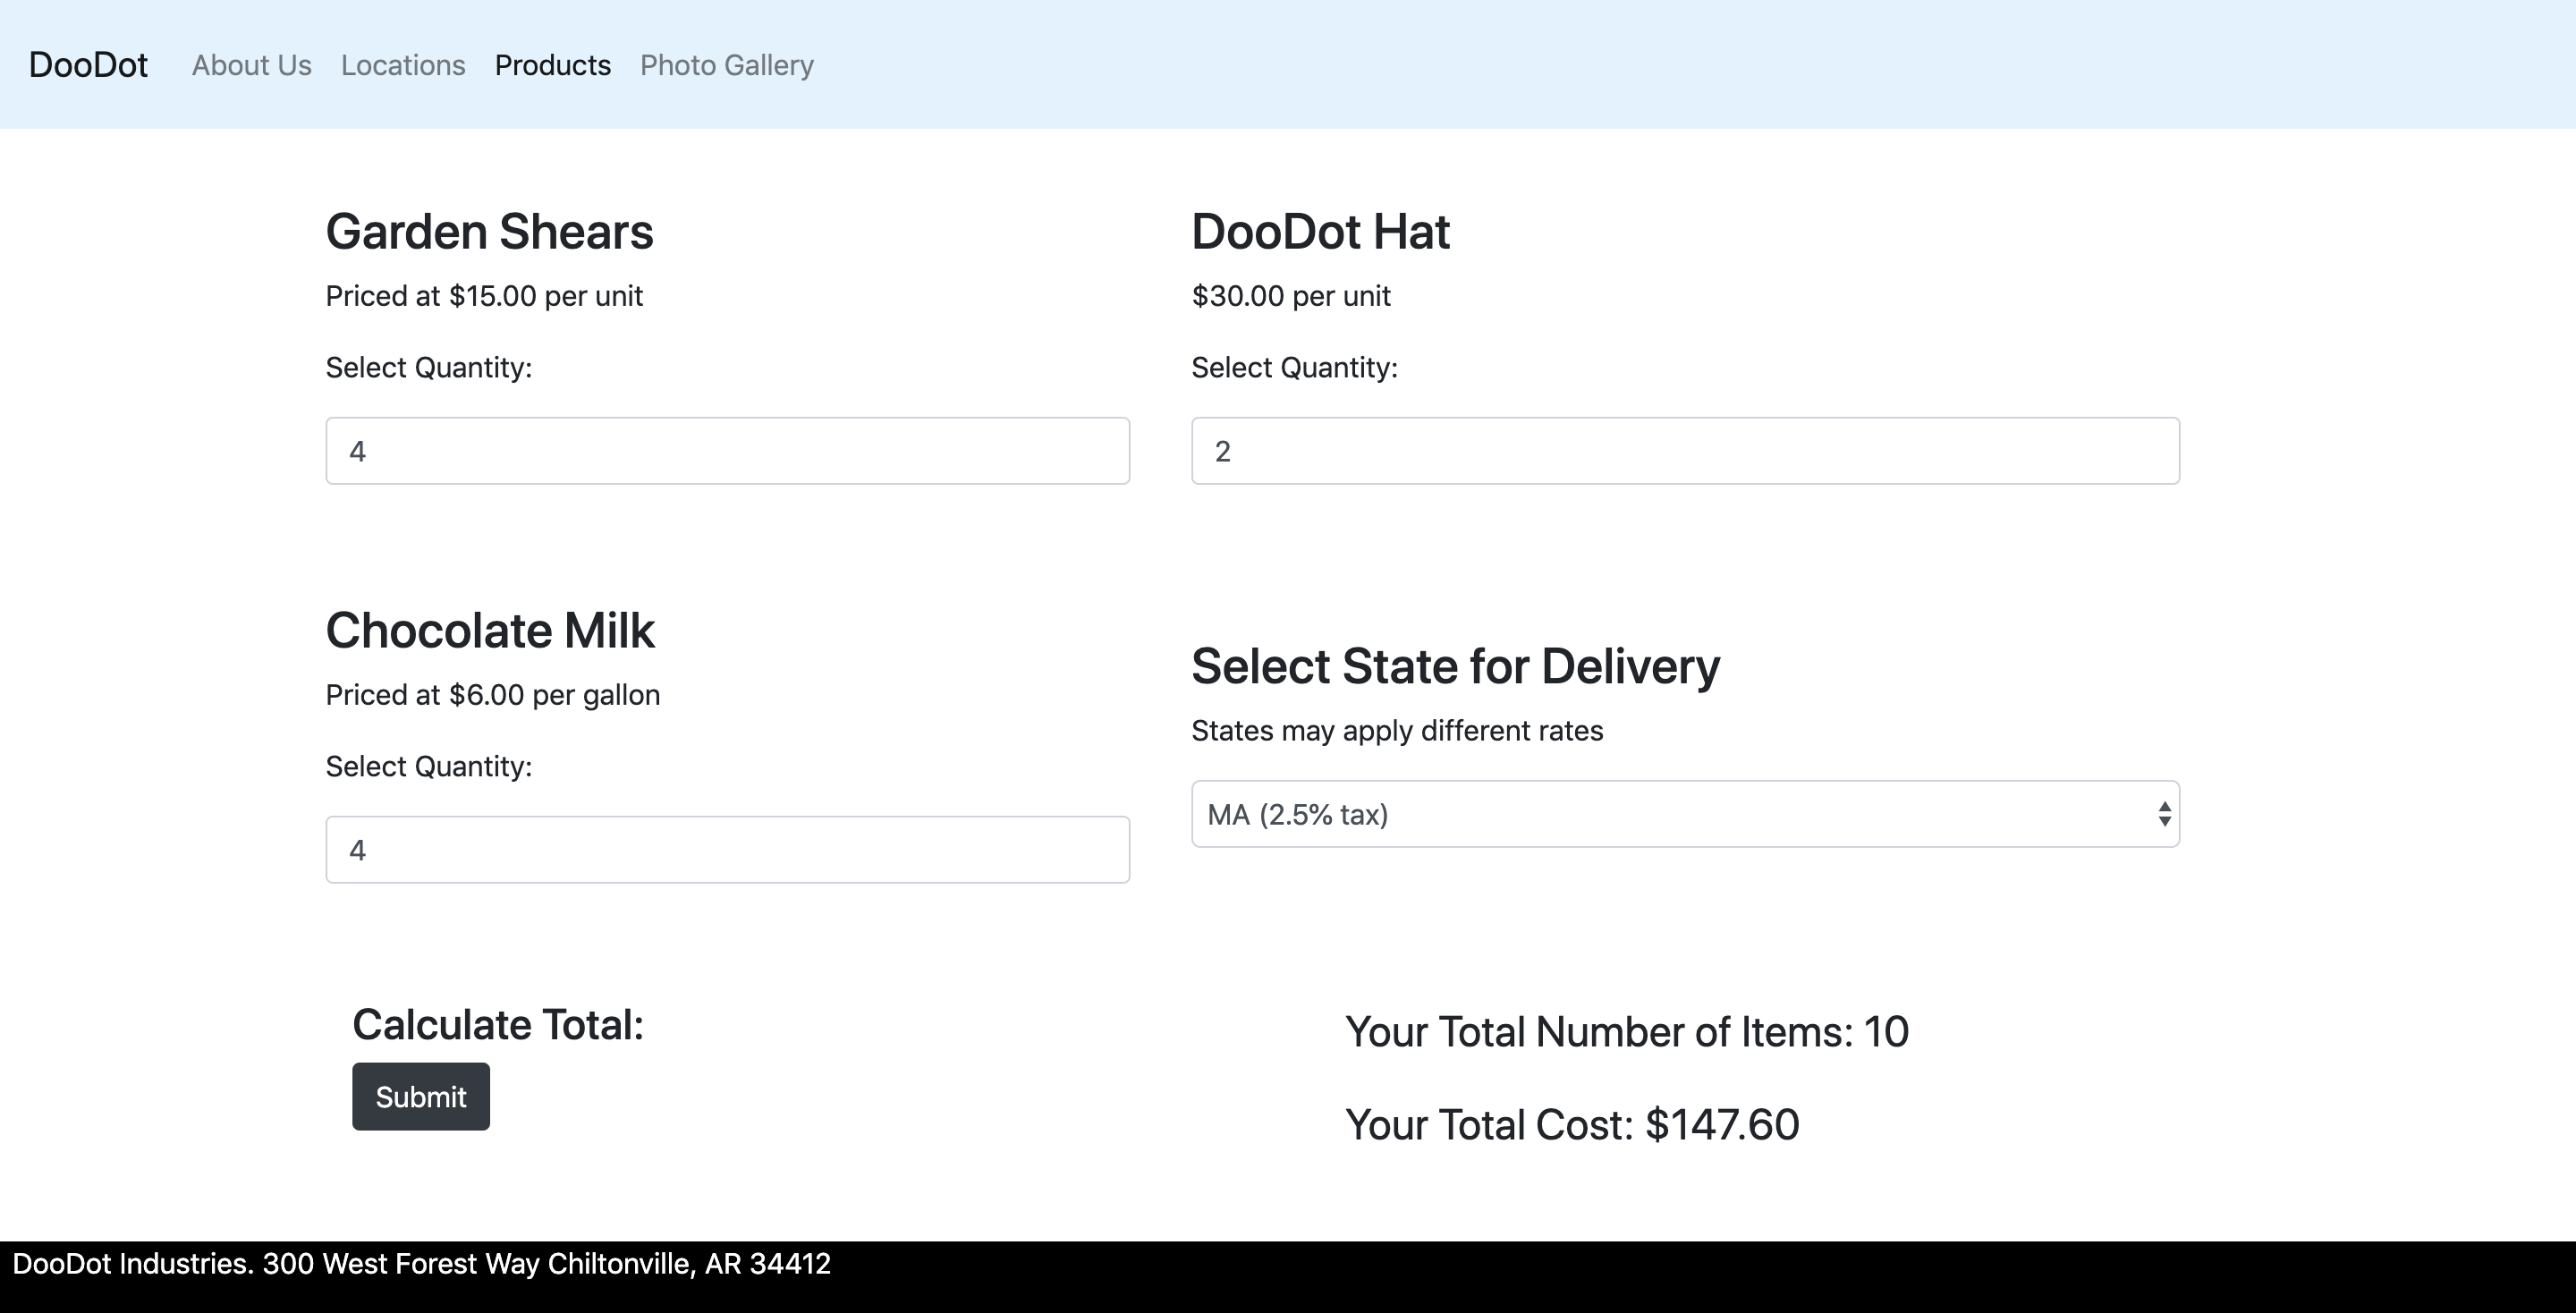 DooDot About Us Locations Products Photo Gallery
Garden Shears
Priced at $15.00 per unit
Select Quantity:
4
DooDot Hat
$30.00 per unit
Select Quantity:
2
Chocolate Milk
Priced at $6.00 per gallon
Select Quantity:
4
Select State for Delivery
States may apply different rates
MA (2.5% tax)
Calculate Total:
Submit
Your Total Number of Items: 10
Your Total Cost: $147.60
DooDot Industries. 300 West Forest Way Chiltonville, AR 34412